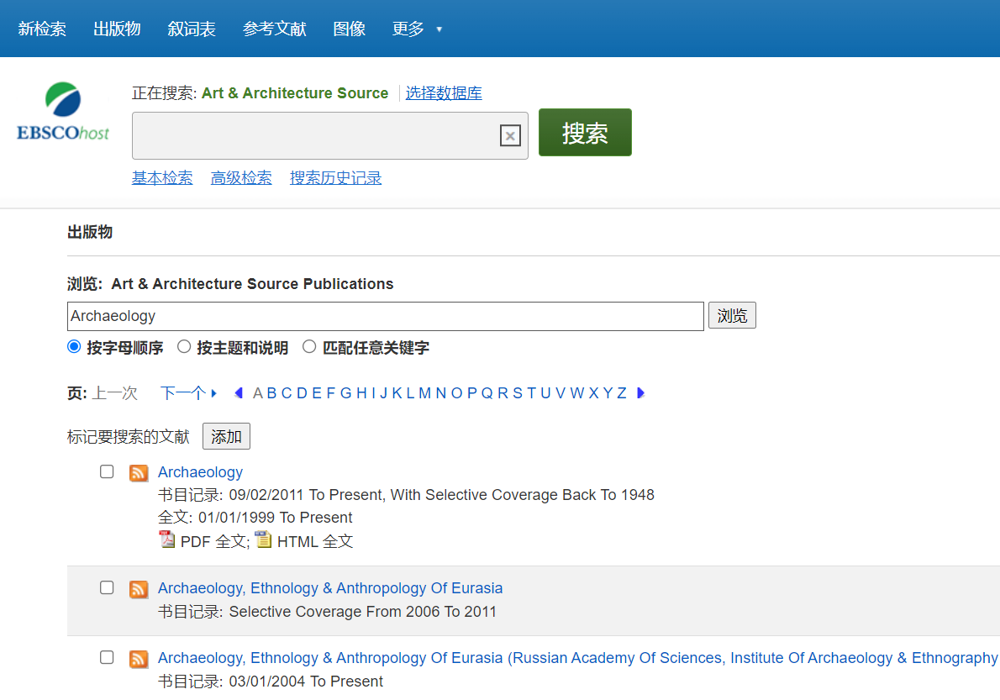 新检索 出版物 叙词表 参考文献 图像 更多
正在搜索: Art & Architecture Source 选择数据库
EBSCOhost
搜索
基本检索 高级检索 搜索历史记录
出版物
浏览: Art & Architecture Source Publications
Archaeology 浏览
按字母顺序 按主题和说明 匹配任意关键字
页: 上一次 下一个 A B C D E F G H I J K L M N O P Q R S T U V W X Y Z
标记要搜索的文献 添加
Archaeology
书目记录: 09/02/2011 To Present, With Selective Coverage Back To 1948
全文: 01/01/1999 To Present
PDF 全文; HTML 全文
Archaeology, Ethnology & Anthropology Of Eurasia
书目记录: Selective Coverage From 2006 To 2011
Archaeology, Ethnology & Anthropology Of Eurasia (Russian Academy Of Sciences, Institute Of Archaeology & Ethnography
书目记录: 03/01/2004 To Present